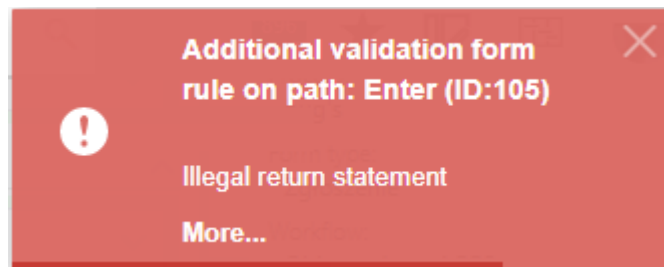 Additional validation form
rule on path: Enter (ID:105)
Illegal return statement
More...